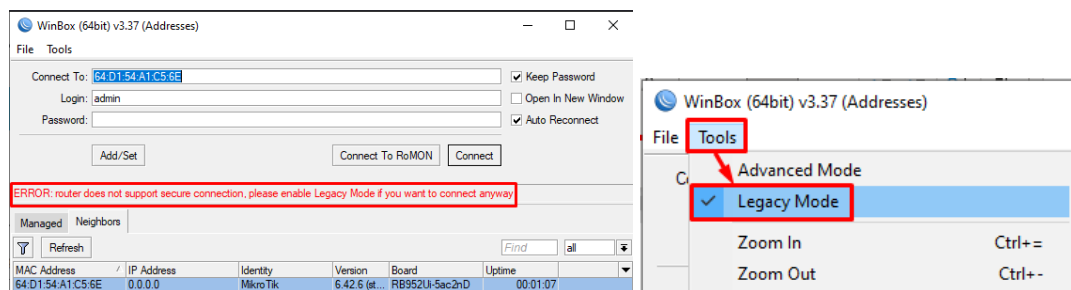 WinBox (64bit) v3.37 (Addresses)
File Tools
Connect To: 64:D1:54:A1:C5:6E
Keep Password
Login: admin
Open In New Window
Password:
Auto Reconnect
Add/Set
Connect To RoMON
Connect
ERROR: router does not support secure connection, please enable Legacy Mode if you want to connect anyway
Managed Neighbors
Refresh
Find
all
MAC Address / IP Address Identity Version Board Uptime
64:D1:54:A1:C5:6E 0.0.0.0 MikroTik 6.42.6 (st... RB952Ui-5ac2nD 00:01:07
WinBox (64bit) v3.37 (Addresses)
File Tools
Advanced Mode
Legacy Mode
Zoom In Ctrl+=
Zoom Out Ctrl+-